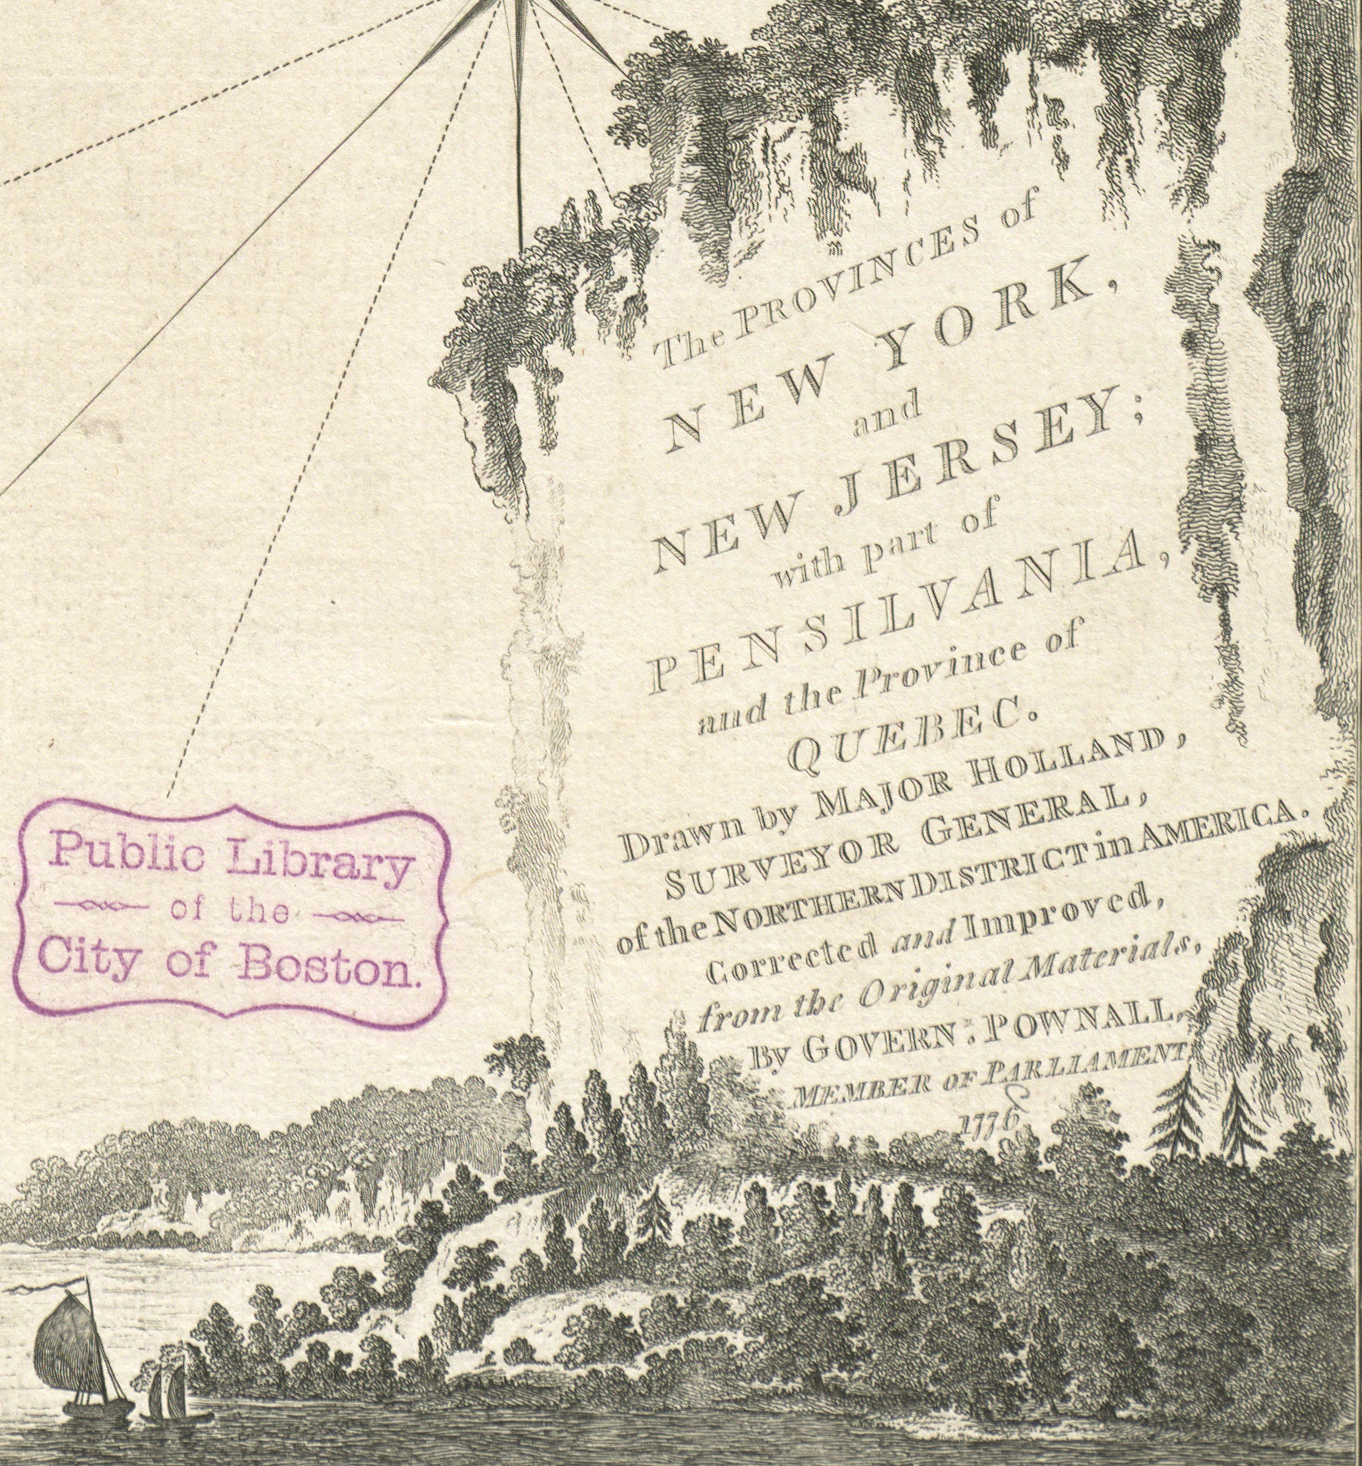 The PROVINCES of
NEW YORK,
and
NEW JERSEY;
with part of
PENSILVANIA,
and the Province of
QUEBEC.
Drawn by MAJOR HOLLAND,
SURVEYOR GENERAL,
of the NORTHERN DISTRICT in AMERICA.
Corrected and Improved,
from the Original Materials,
By GOVERN: POWNALL,
MEMBER OF PARLIAMENT
1776
Public Library
of the
City of Boston.